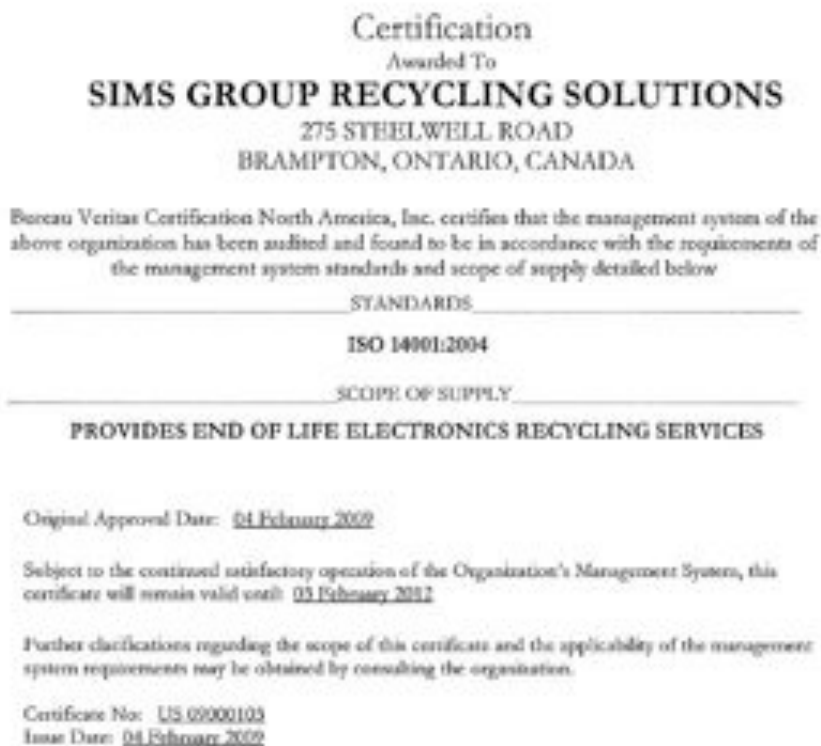 Certification
Awarded To
SIMS GROUP RECYCLING SOLUTIONS
275 STEELWELL ROAD
BRAMPTON, ONTARIO, CANADA
Bureau Veritas Certification North America, Inc. certifies that the management system of the
above organization has been audited and found to be in accordance with the requirements of
the management system standards and scope of supply detailed below
STANDARDS
ISO 14001:2004
SCOPE OF SUPPLY
PROVIDES END OF LIFE ELECTRONICS RECYCLING SERVICES
Original Approval Date: 04 February 2009
Subject to the continued satisfactory operation of the Organization's Management System, this
certificate will remain valid until: February 2012
Further clarifications regarding the scope of this certificate and the applicability of the management
system requirements may be obtained by consulting the organization.
Certificate No:
Issue Date: 04 February 2009